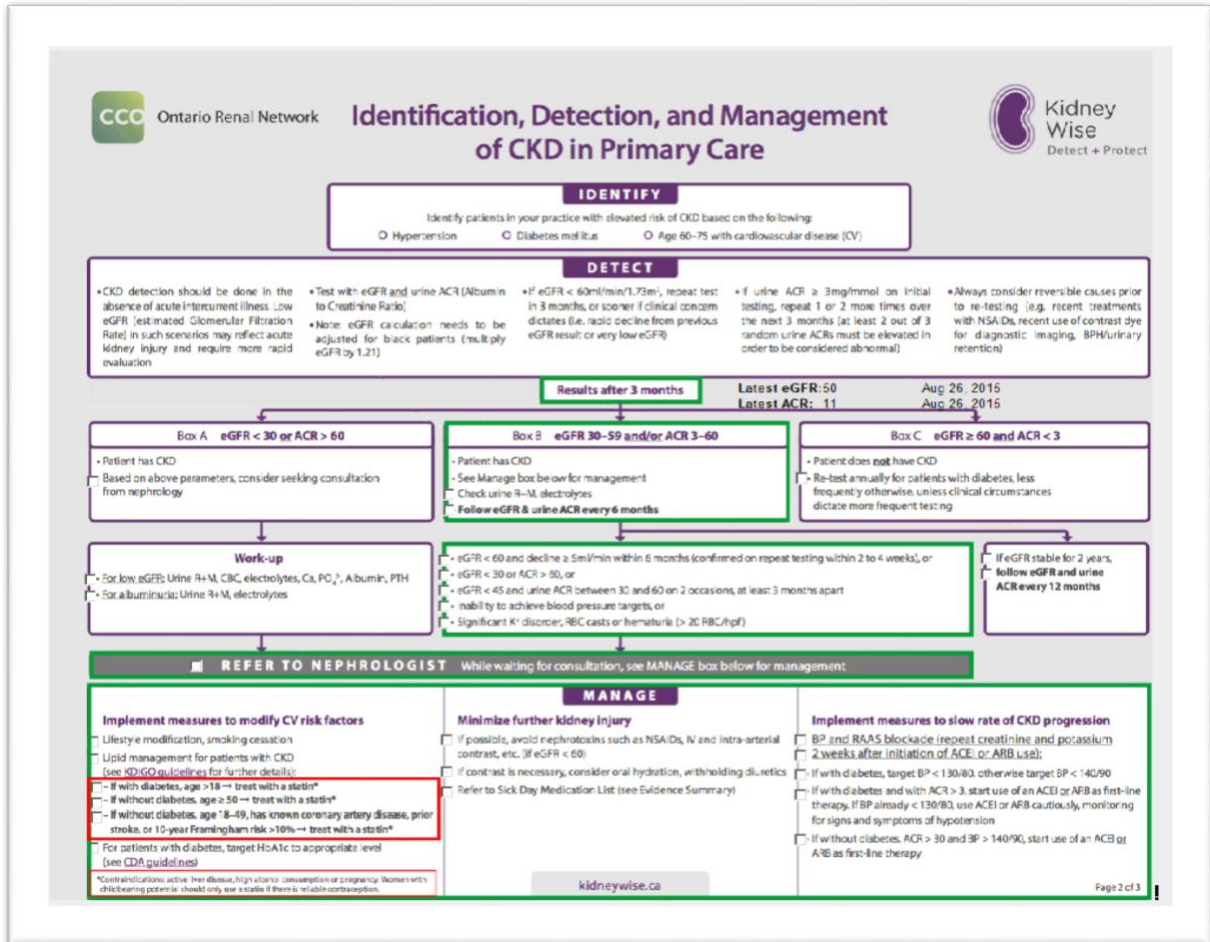 CCO Ontario Renal Network
Identification, Detection, and Management
of CKD in Primary Care
Kidney
Wise
Detect + Protect
IDENTIFY
Identify patients in your practice with elevated risk of CKD based on the following:
Hypertension
Diabetes mellitus
Age 60–75 with cardiovascular disease (CV)
DETECT
• CKD detection should be done in the
absence of acute intercurrent illness. Low
eGFR (estimated Glomerular Filtration
Rate) in such scenarios may reflect acute
kidney injury and require more rapid
evaluation
• Test with eGFR and urine ACR (Albumin
to Creatinine Ratio)
• Note: eGFR calculation needs to be
adjusted for black patients (multiply
eGFR by 1.21)
• If eGFR < 60ml/min/1.73m², repeat test
in 3 months, or sooner if clinical concern
dictates (i.e. rapid decline from previous
eGFR result or very low eGFR)
• If urine ACR ≥ 3mg/mmol on initial
testing, repeat 1 or 2 more times over
the next 3 months (at least 2 out of 3
random urine ACRs must be elevated in
order to be considered abnormal)
• Always consider reversible causes prior
to re-testing (e.g. recent treatments
with NSAIDs, recent use of contrast dye
for diagnostic imaging, BPH/urinary
retention)
Results after 3 months
Latest eGFR:50 Aug 26, 2015
Latest ACR: 11 Aug 26, 2015
Box A eGFR < 30 or ACR > 60
• Patient has CKD
Based on above parameters, consider seeking consultation
from nephrology
Box B eGFR 30–59 and/or ACR 3–60
• Patient has CKD
• See Manage box below for management
Check urine R+M, electrolytes
Follow eGFR & urine ACR every 6 months
Box C eGFR ≥ 60 and ACR < 3
• Patient does not have CKD
• Re-test annually for patients with diabetes, less
frequently otherwise, unless clinical circumstances
dictate more frequent testing
Work-up
• For low eGFR: Urine R+M, CBC, electrolytes, Ca, PO₄, Albumin, PTH
• For albuminuria: Urine R+M, electrolytes
• eGFR < 60 and decline ≥ 5ml/min within 6 months (confirmed on repeat testing within 2 to 4 weeks), or
• eGFR < 30 or ACR > 60, or
• eGFR < 45 and urine ACR between 30 and 60 on 2 occasions, at least 3 months apart
• Inability to achieve blood pressure targets, or
• Significant K⁺ disorder, RBC casts or hematuria (> 20 RBC/hpf)
If eGFR stable for 2 years,
follow eGFR and urine
ACR every 12 months
REFER TO NEPHROLOGIST While waiting for consultation, see MANAGE box below for management
MANAGE
Implement measures to modify CV risk factors
Lifestyle modification, smoking cessation
Lipid management for patients with CKD
(see KDIGO guidelines for further details):
– If with diabetes, age >18 → treat with a statin*
– If without diabetes, age ≥ 50 → treat with a statin*
– If without diabetes, age 18–49, has known coronary artery disease, prior
stroke, or 10-year Framingham risk >10% → treat with a statin*
For patients with diabetes, target HbA1c to appropriate level
(see CDA guidelines)
*Contraindications: active liver disease, high alcohol consumption or pregnancy. Women with
childbearing potential should only use a statin if there is reliable contraception.
Minimize further kidney injury
If possible, avoid nephrotoxins such as NSAIDs, IV and intra-arterial
contrast, etc. (if eGFR < 60)
If contrast is necessary, consider oral hydration, withholding diuretics
Refer to Sick Day Medication List (see Evidence Summary)
kidneywise.ca
Implement measures to slow rate of CKD progression
BP and RAAS blockade (repeat creatinine and potassium
2 weeks after initiation of ACEI or ARB use):
• If with diabetes, target BP < 130/80, otherwise target BP < 140/90
• If with diabetes and with ACR > 3, start use of an ACEI or ARB as first-line
therapy. If BP already < 130/80, use ACEI or ARB cautiously, monitoring
for signs and symptoms of hypotension
• If without diabetes, ACR > 30 and BP > 140/90, start use of an ACEI or
ARB as first-line therapy
Page 2 of 3
!